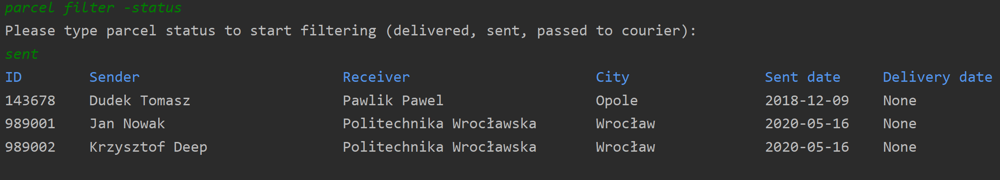 parcel filter -status
Please type parcel status to start filtering (delivered, sent, passed to courier):
sent
ID Sender Receiver City Sent date Delivery date
143678 Dudek Tomasz Pawlik Pawel Opole 2018-12-09 None
989001 Jan Nowak Politechnika Wrocławska Wrocław 2020-05-16 None
989002 Krzysztof Deep Politechnika Wrocławska Wrocław 2020-05-16 None